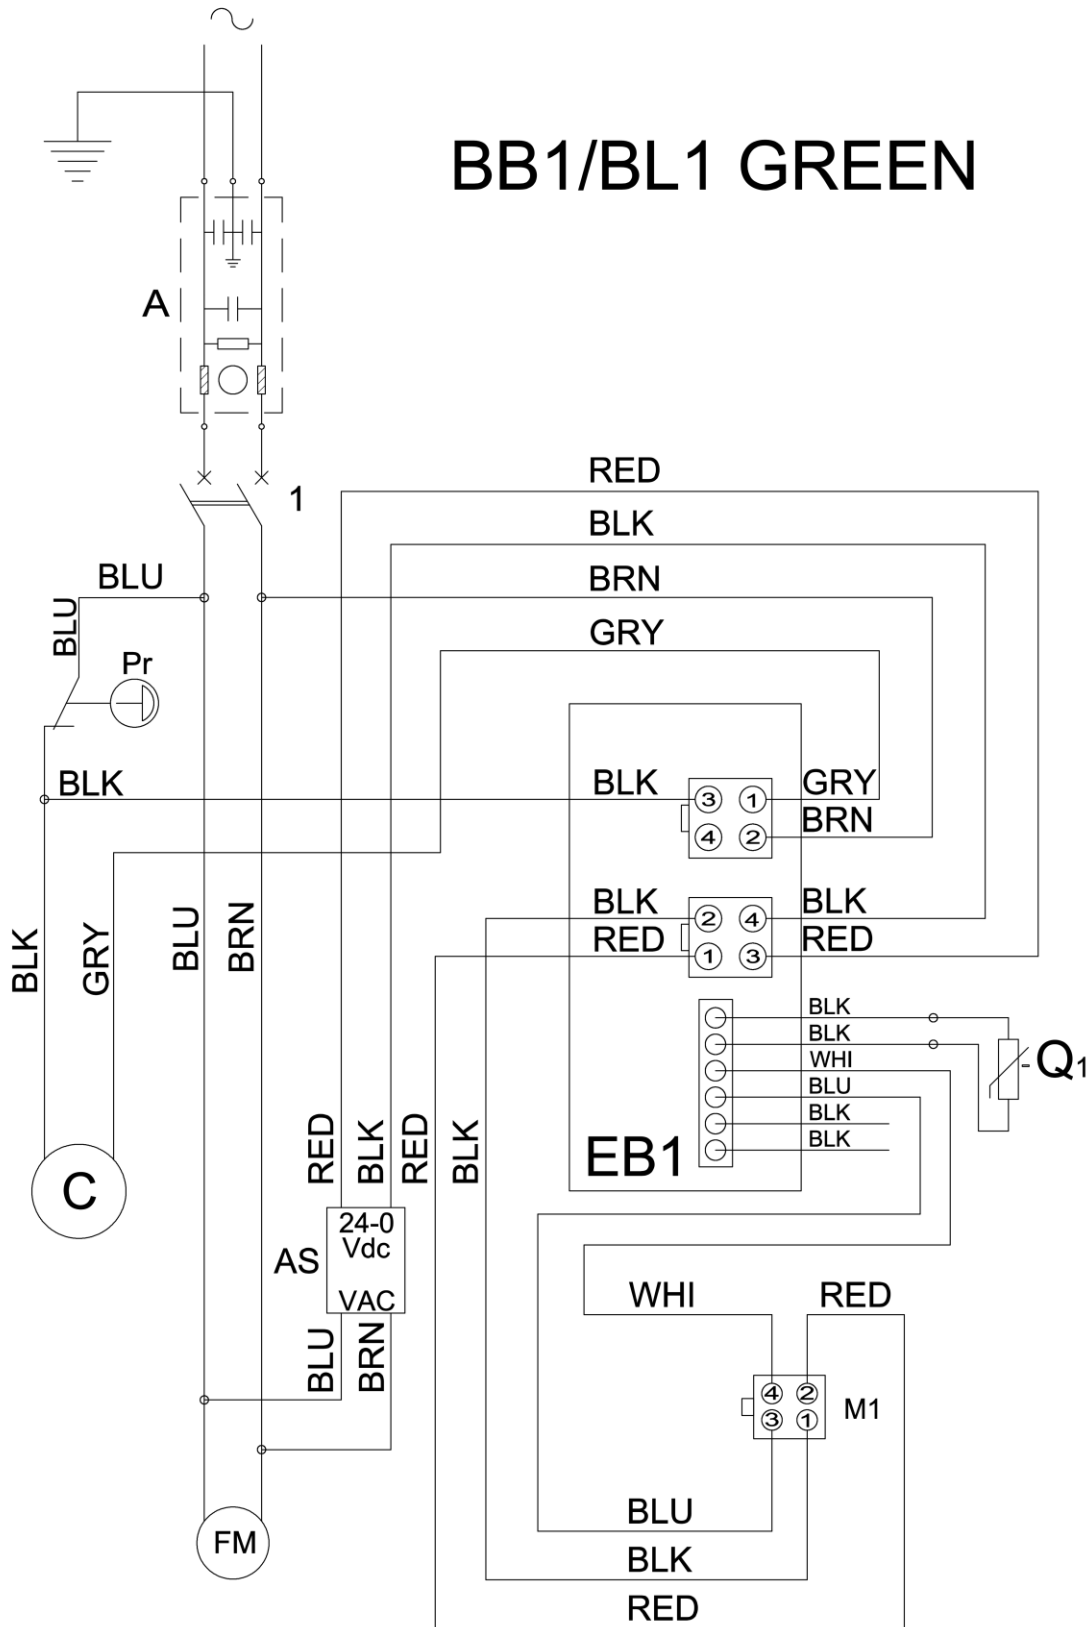 BB1/BL1 GREEN
A
1
RED
BLK
BLU
BRN
BLU
GRY
Pr
BLK
BLK
3 1
GRY
4 2
BRN
BLK
2 4
BLK
RED
1 3
RED
BLK
GRY
BLU
BRN
BLK
BLK
WHI
Q1
BLU
BLK
BLK
EB1
RED
BLK
RED
BLK
C
24-0
Vdc
AS
VAC
WHI
RED
BLU
BRN
4 2
M1
3 1
BLU
FM
BLK
RED